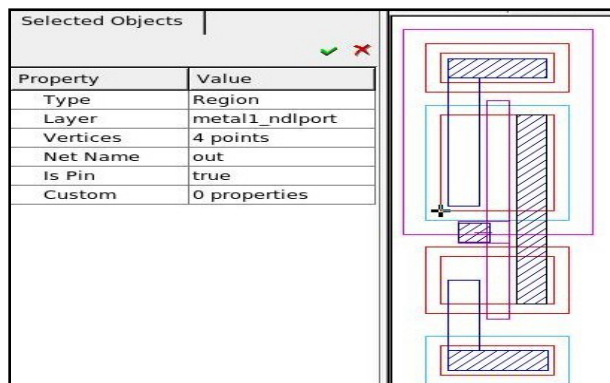 Selected Objects
Property Value
Type Region
Layer metal1_ndlport
Vertices 4 points
Net Name out
Is Pin true
Custom 0 properties